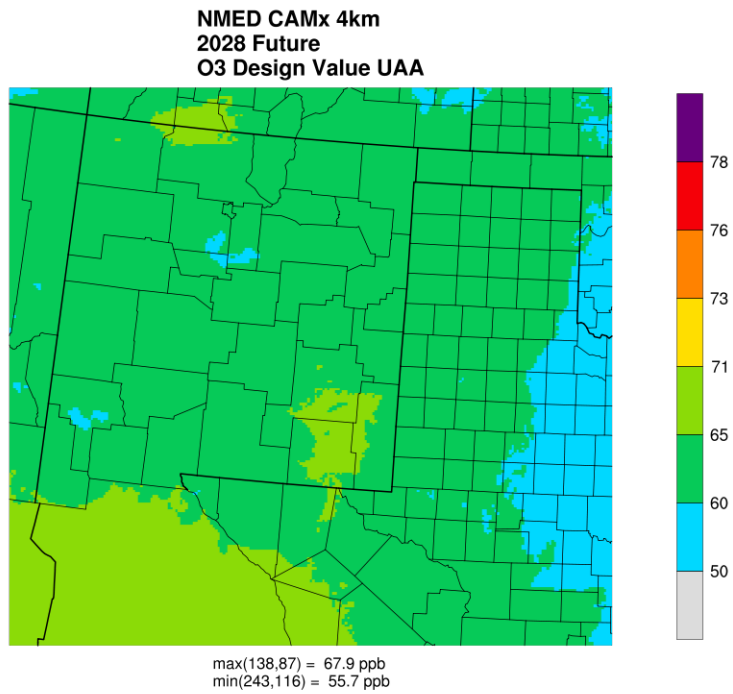 NMED CAMx 4km
2028 Future
O3 Design Value UAA
78
76
73
71
65
60
50
max(138,87) = 67.9 ppb
min(243,116) = 55.7 ppb